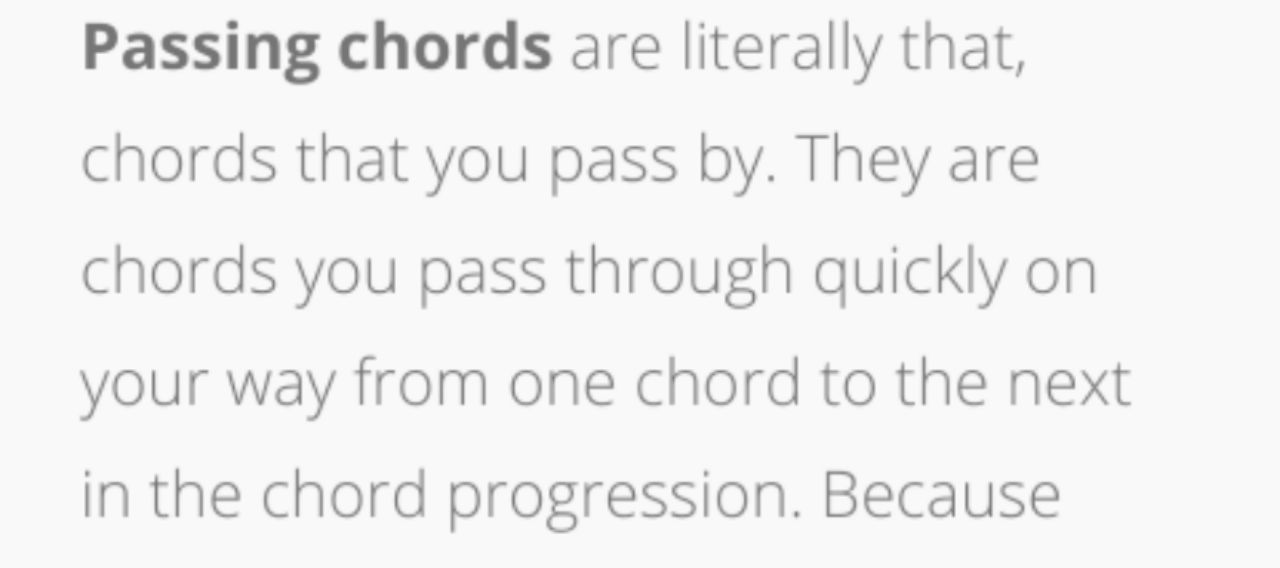 Passing chords are literally that,
chords that you pass by. They are
chords you pass through quickly on
your way from one chord to the next
in the chord progression. Because